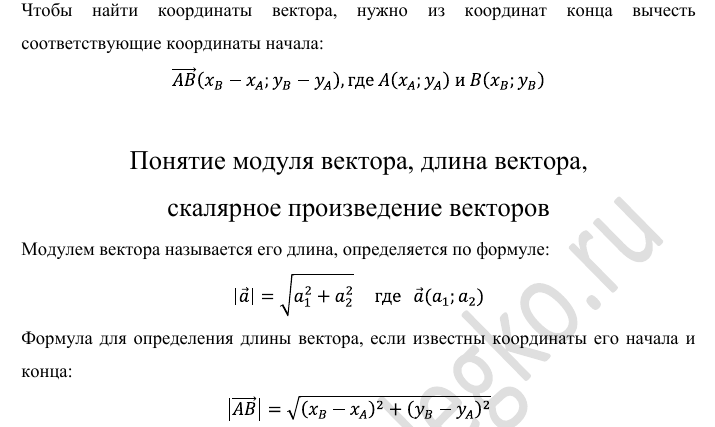 Чтобы найти координаты вектора, нужно из координат конца вычесть
соответствующие координаты начала:
$\overrightarrow{AB}(x_B - x_A; y_B - y_A)$, где $A(x_A; y_A)$ и $B(x_B; y_B)$
Понятие модуля вектора, длина вектора,
скалярное произведение векторов
Модулем вектора называется его длина, определяется по формуле:
$|\vec{a}| = \sqrt{a_1^2 + a_2^2}$ где $\vec{a}(a_1; a_2)$
Формула для определения длины вектора, если известны координаты его начала и
конца:
$|\overrightarrow{AB}| = \sqrt{(x_B - x_A)^2 + (y_B - y_A)^2}$
legko.ru